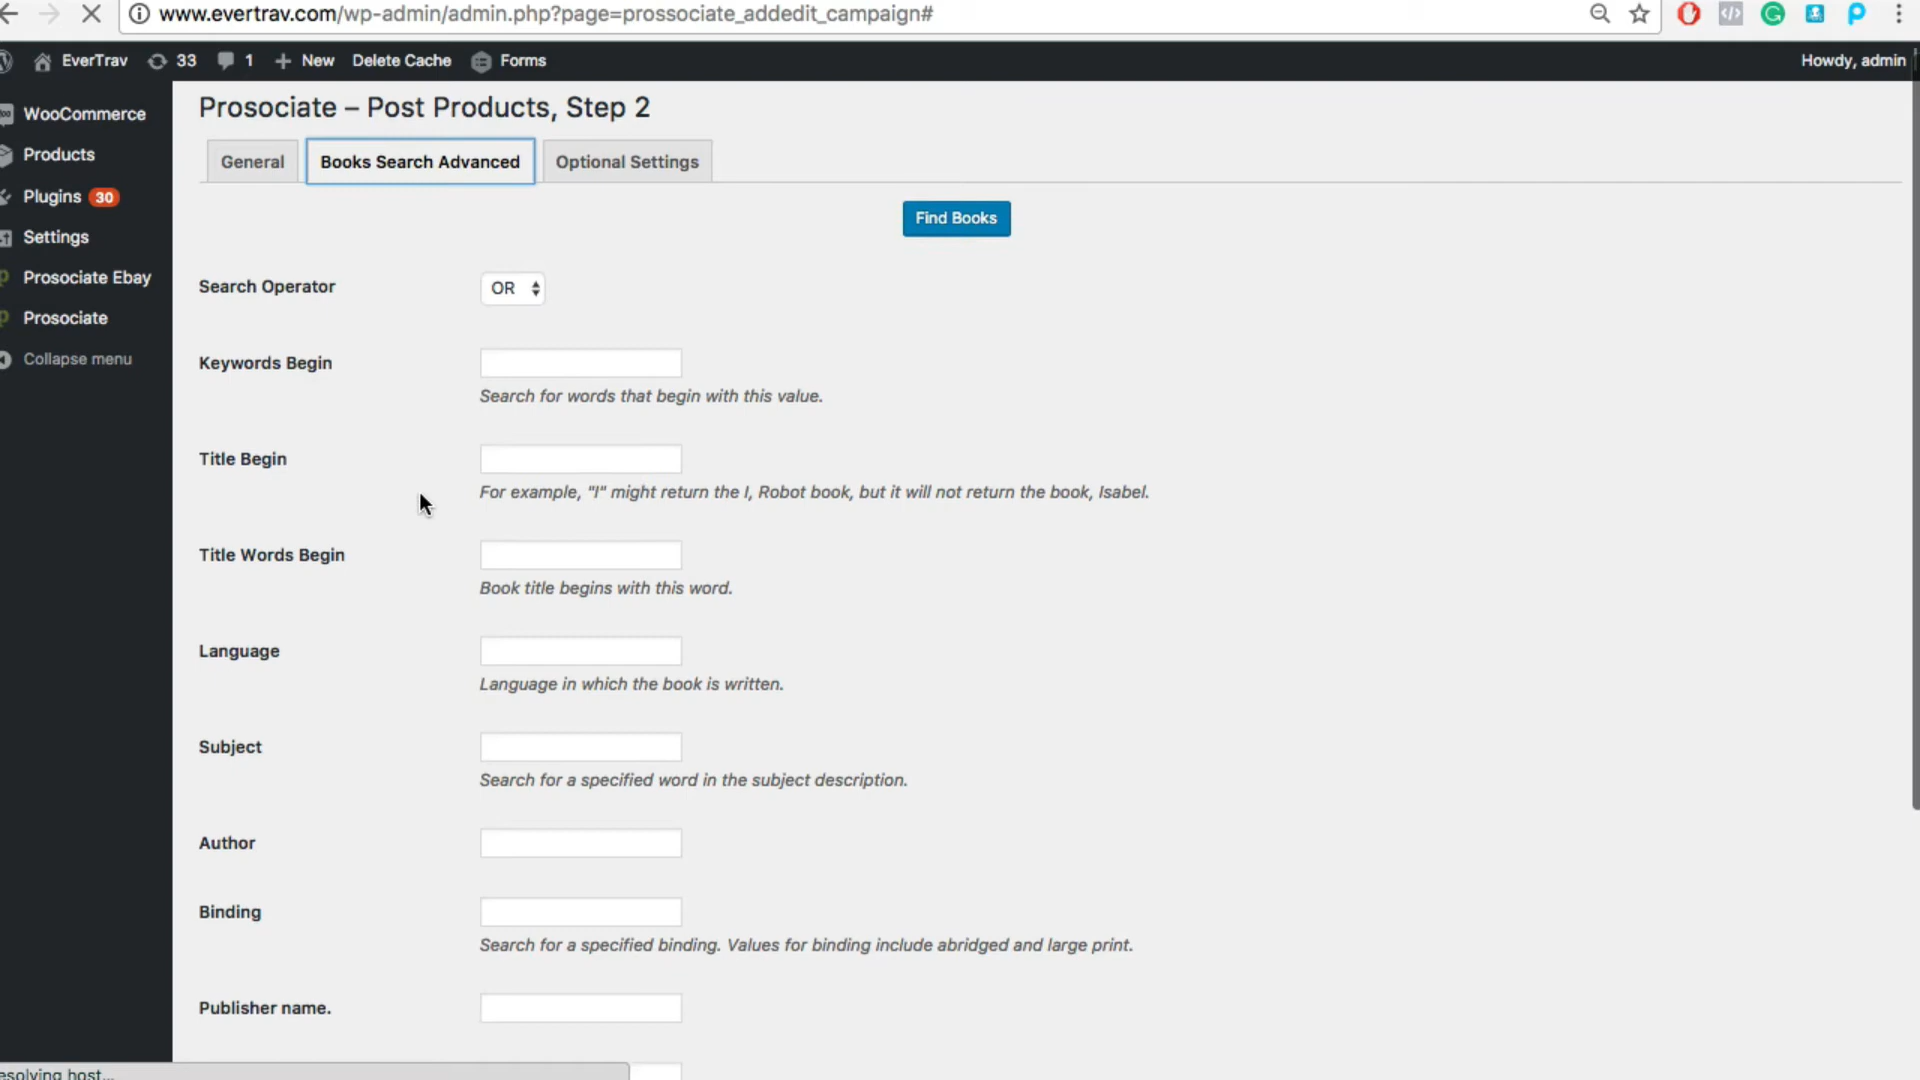 www.evertrav.com/wp-admin/admin.php?page=prossociate_addedit_campaign#
EverTrav 33 1 New Delete Cache Forms Howdy, admin
WooCommerce
Products
Plugins 30
Settings
Prosociate Ebay
Prosociate
Collapse menu
Prosociate – Post Products, Step 2
General Books Search Advanced Optional Settings
Find Books
Search Operator OR
Keywords Begin
Search for words that begin with this value.
Title Begin
For example, "I" might return the I, Robot book, but it will not return the book, Isabel.
Title Words Begin
Book title begins with this word.
Language
Language in which the book is written.
Subject
Search for a specified word in the subject description.
Author
Binding
Search for a specified binding. Values for binding include abridged and large print.
Publisher name.
esolving host...